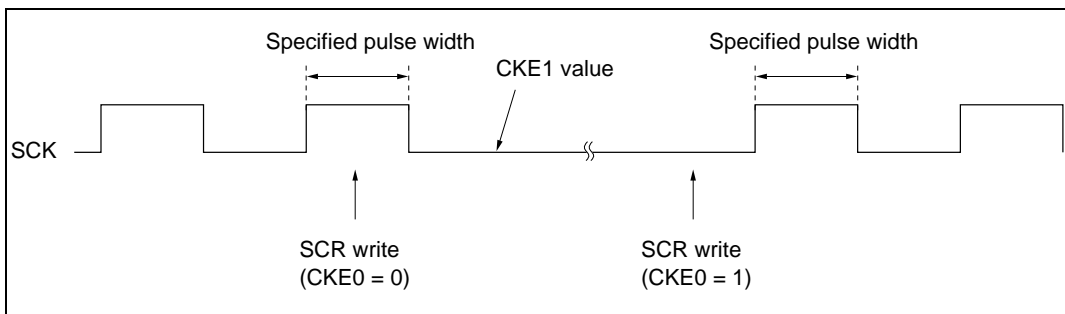 Specified pulse width
Specified pulse width
CKE1 value
SCK
SCR write
(CKE0 = 0)
SCR write
(CKE0 = 1)